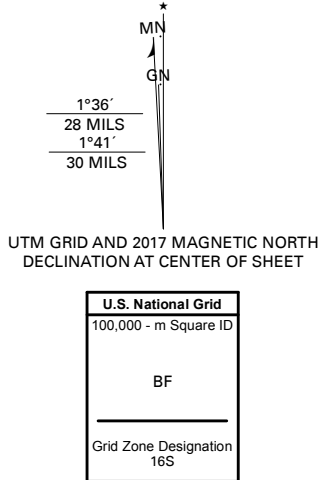 MN
GN
1°36´
28 MILS
1°41´
30 MILS
UTM GRID AND 2017 MAGNETIC NORTH
DECLINATION AT CENTER OF SHEET
U.S. National Grid
100,000 - m Square ID
BF
Grid Zone Designation
16S